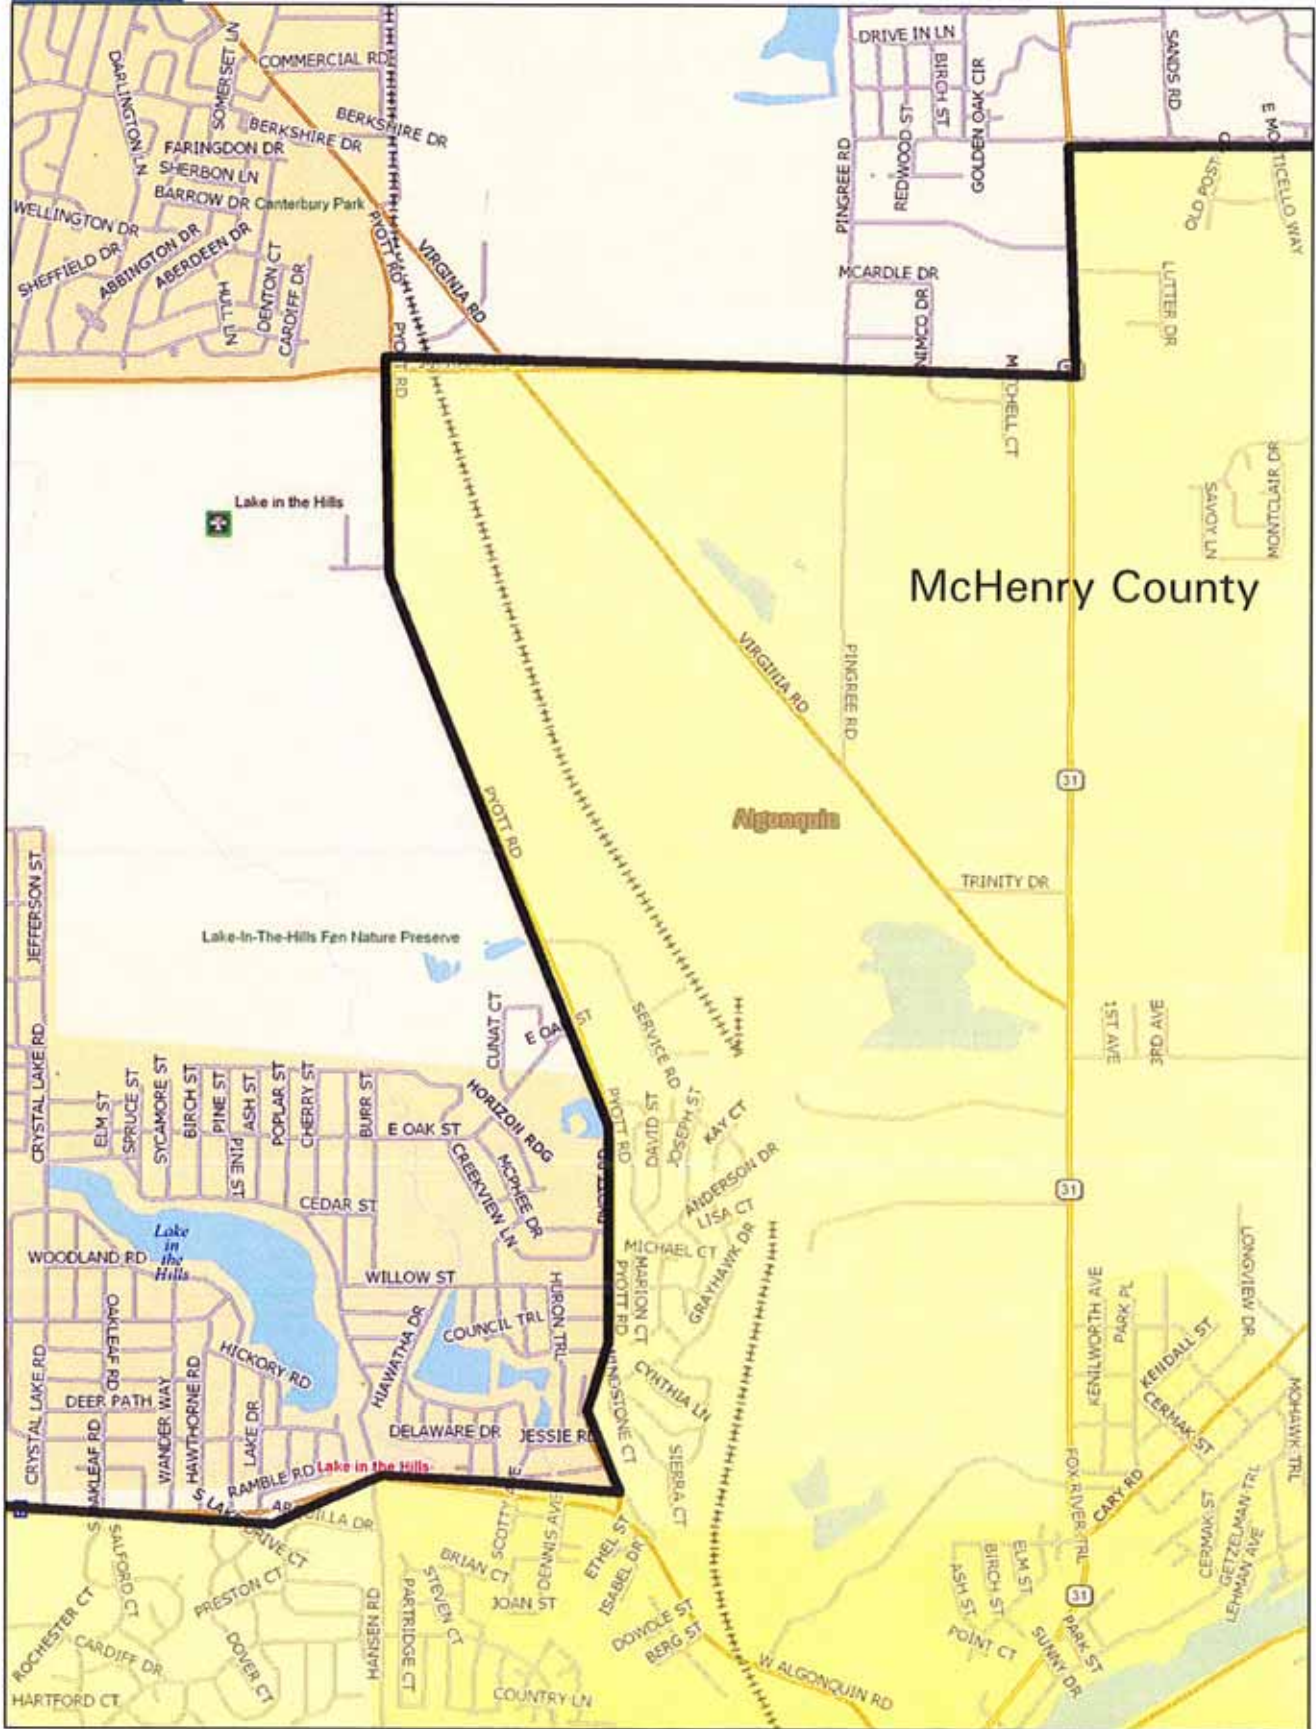 DRIVE IN LN
SANDS RD
SOMERSET LN
COMMERCIAL RD
DARLINGTON LN
BIRCH ST
GOLDEN OAK CIR
BERKSHIRE DR
BERKSHIRE DR
REDWOOD ST
PINGREE RD
FARINGDON DR
SHERBON LN
BARROW DR
Canterbury Park
OLD POST RD
WELLINGTON DR
ABBINGTON DR
ABERDEEN DR
SHEFFIELD DR
DENTON CT
CARDIFF DR
HULL LN
PYOTT RD
VIRGINIA RD
MCARDLE DR
NIMCO DR
LUTTER DR
PYOTT RD
MITCHELL CT
Lake in the Hills
SAVOY LN
MONTCLAIR DR
McHenry County
VIRGINIA RD
PINGREE RD
31
PYOTT RD
Algonquin
TRINITY DR
JEFFERSON ST
Lake-In-The-Hills Fen Nature Preserve
CUNAT CT
E OAK ST
SERVICE RD
1ST AVE
3RD AVE
CRYSTAL LAKE RD
ELM ST
SPRUCE ST
SYCAMORE ST
BIRCH ST
PINE ST
ASH ST
POPLAR ST
CHERRY ST
BURR ST
HORIZON RDG
PYOTT RD
DAVID ST
JOSEPH ST
KAY CT
E OAK ST
PINE ST
CREEKVIEW LN
MCPHEE DR
PYOTT RD
ANDERSON DR
LISA CT
31
CEDAR ST
Lake
in
the
Hills
WOODLAND RD
MICHAEL CT
GRAYHAWK DR
WILLOW ST
HURON TRL
PYOTT RD
MARION CT
LONGVIEW DR
OAKLEAF RD
HIAWATHA DR
COUNCIL TRL
KENILWORTH AVE
PARK PL
KENDALL ST
HICKORY RD
CRYSTAL LAKE RD
DEER PATH
WANDER WAY
HAWTHORNE RD
LAKE DR
WINDSTONE CT
CYNTHIA LN
CERMAK ST
MOHAWK TRL
S OAKLEAF RD
DELAWARE DR
JESSIE RD
SIERRA CT
RAMBLE RD
Lake in the Hills
FOX RIVER TRL
CARY RD
CERMAK ST
GETZELMAN TRL
LEHMAN AVE
SCOTT AVE
DENNIS AVE
SALFORD CT
BRIAN CT
ETHEL ST
ISABEL DR
ELM ST
BIRCH ST
ASH ST
31
PRESTON CT
STEVEN CT
JOAN ST
ROCHESTER CT
HANSEN RD
PARTRIDGE CT
DOWDLE ST
BERG ST
POINT CT
SUNNY DR
PARK ST
CARDIFF DR
DOVER CT
W ALGONQUIN RD
HARTFORD CT
COUNTRY LN